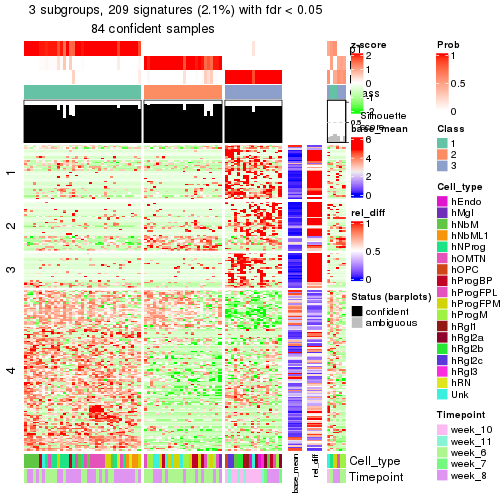 3 subgroups, 209 signatures (2.1%) with fdr < 0.05
84 confident samples
1
2
3
4
Cell_type
Timepoint
base_mean
rel_diff
z-score
2
1
0
-1
-2
Silhouette
score
base_mean
6
4
2
0
rel_diff
1
0.5
0
Status (barplots)
confident
ambiguous
Prob
1
0.5
0
Class
1
2
3
Cell_type
hEndo
hMgl
hNbM
hNbML1
hNProg
hOMTN
hOPC
hProgBP
hProgFPL
hProgFPM
hProgM
hRgl1
hRgl2a
hRgl2b
hRgl2c
hRgl3
hRN
Unk
Timepoint
week_10
week_11
week_6
week_7
week_8